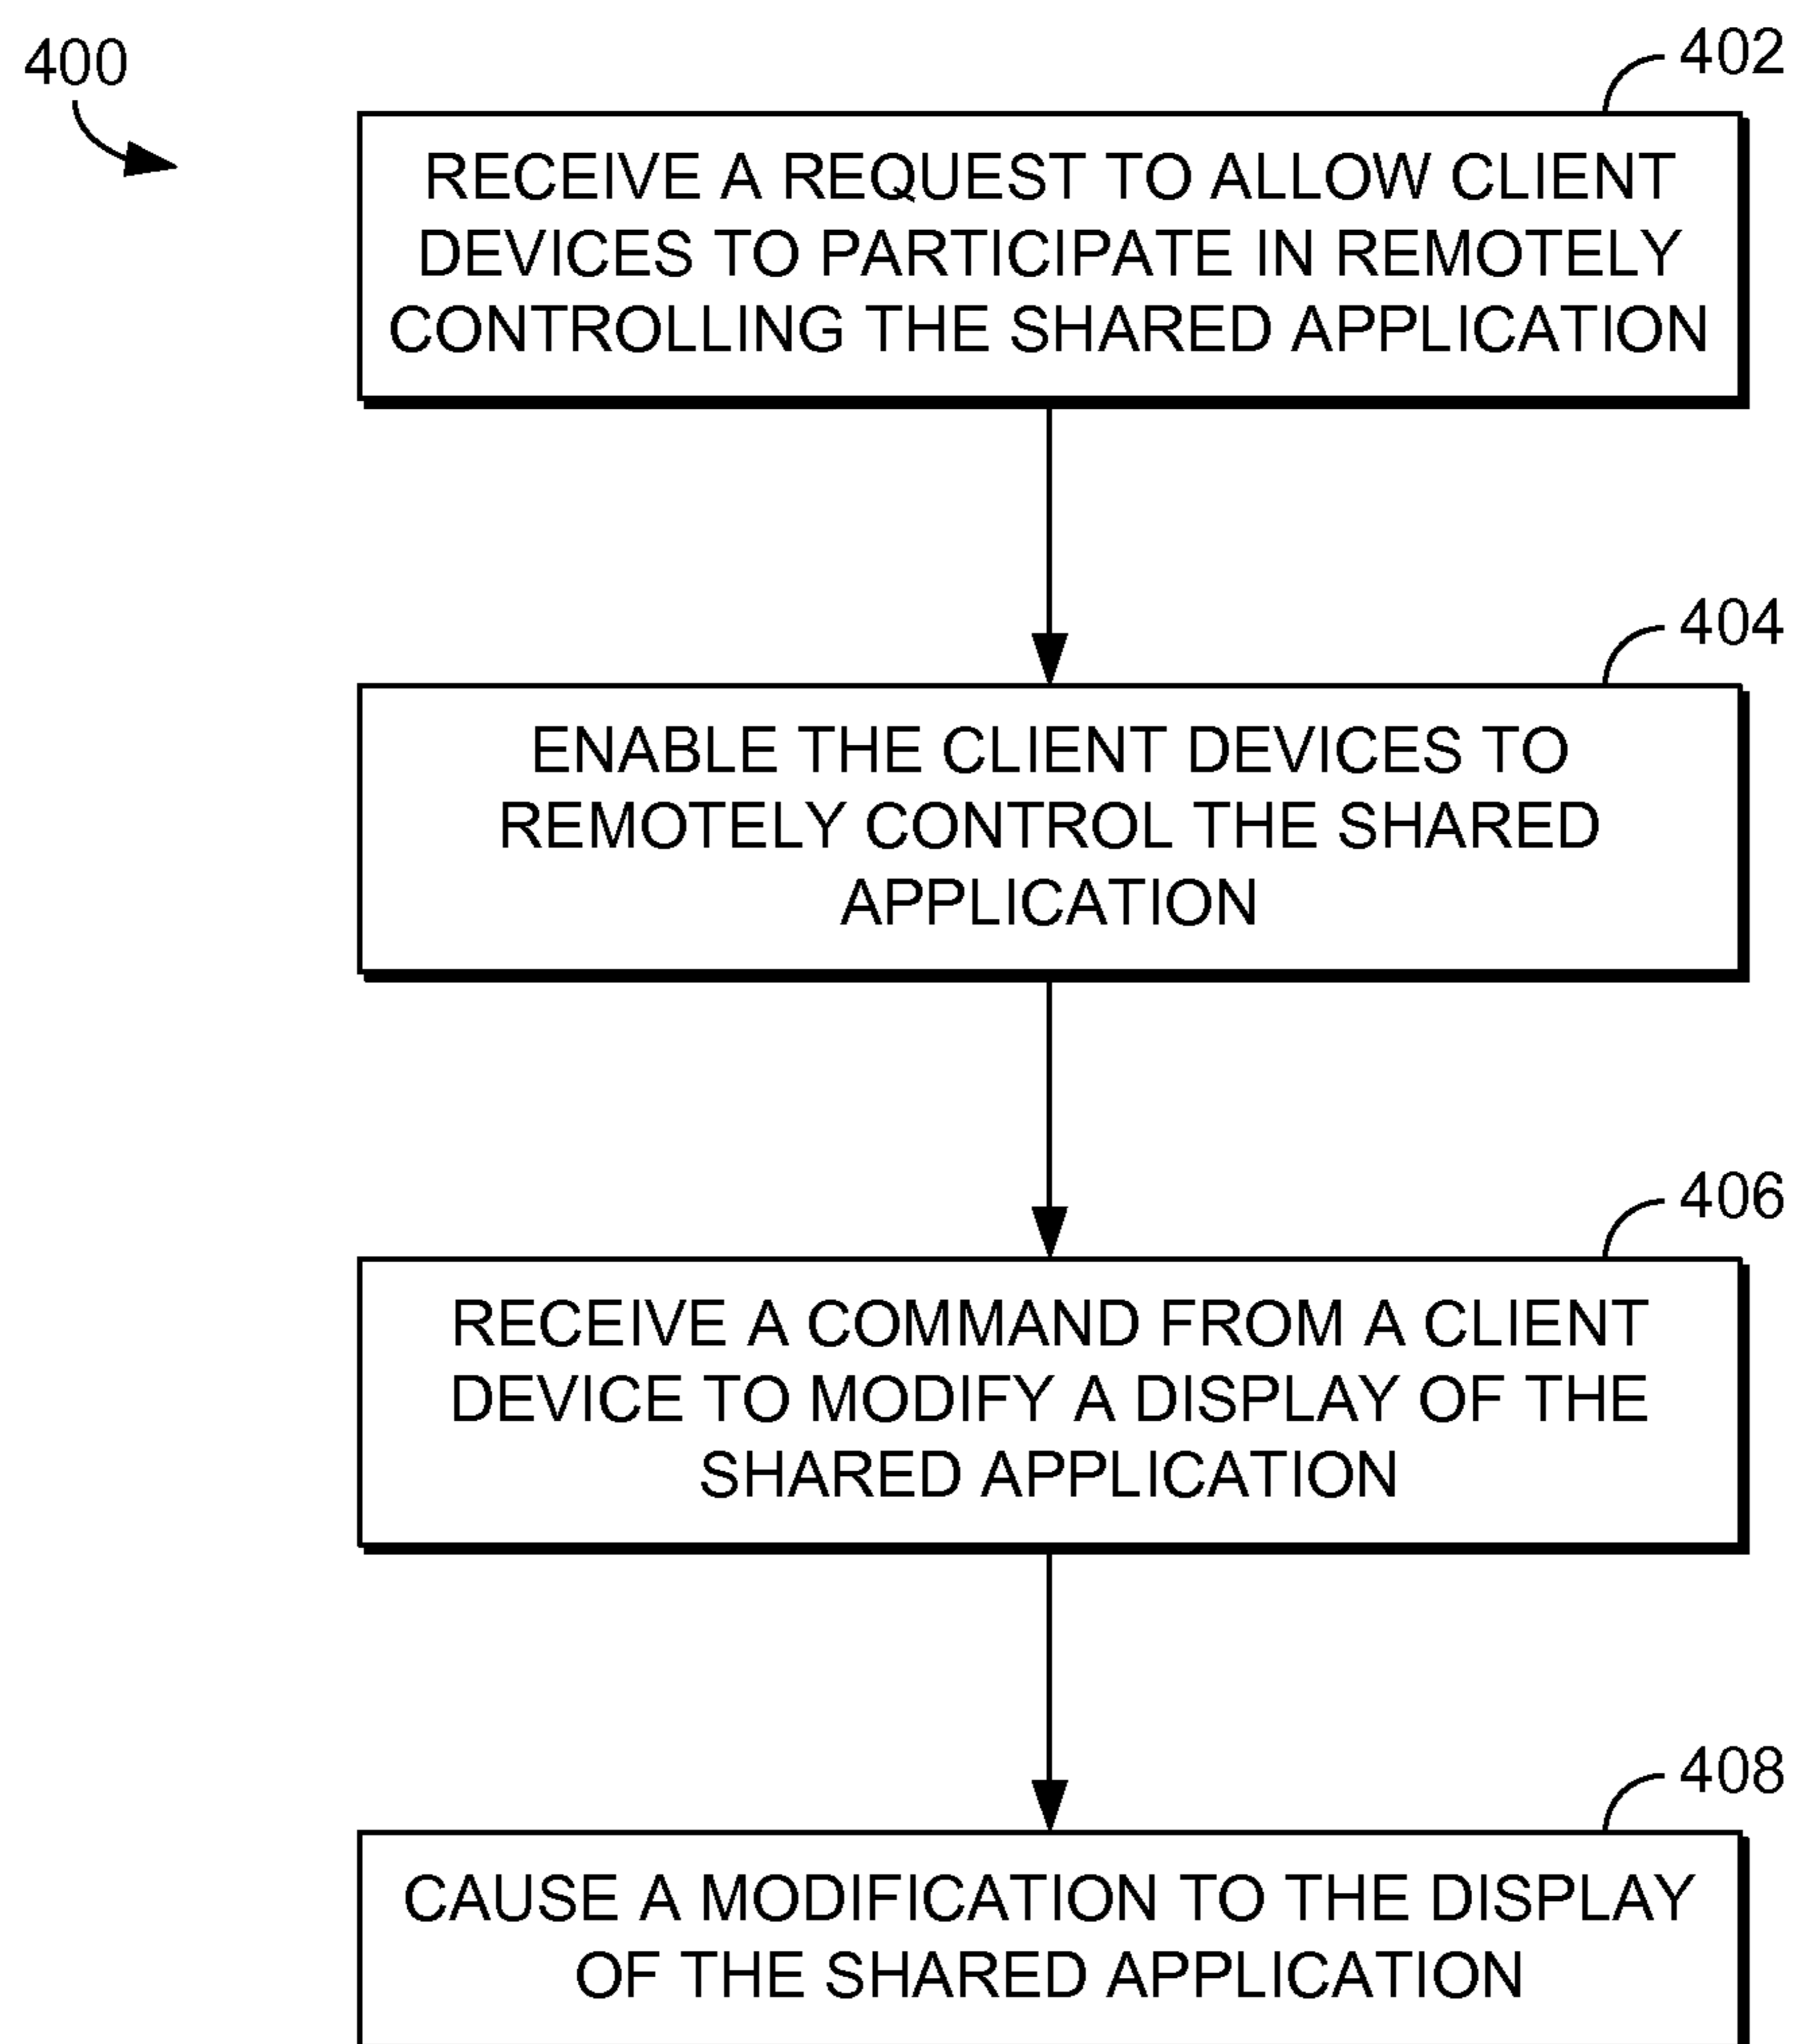 400
402
RECEIVE A REQUEST TO ALLOW CLIENT
DEVICES TO PARTICIPATE IN REMOTELY
CONTROLLING THE SHARED APPLICATION
404
ENABLE THE CLIENT DEVICES TO
REMOTELY CONTROL THE SHARED
APPLICATION
406
RECEIVE A COMMAND FROM A CLIENT
DEVICE TO MODIFY A DISPLAY OF THE
SHARED APPLICATION
408
CAUSE A MODIFICATION TO THE DISPLAY
OF THE SHARED APPLICATION